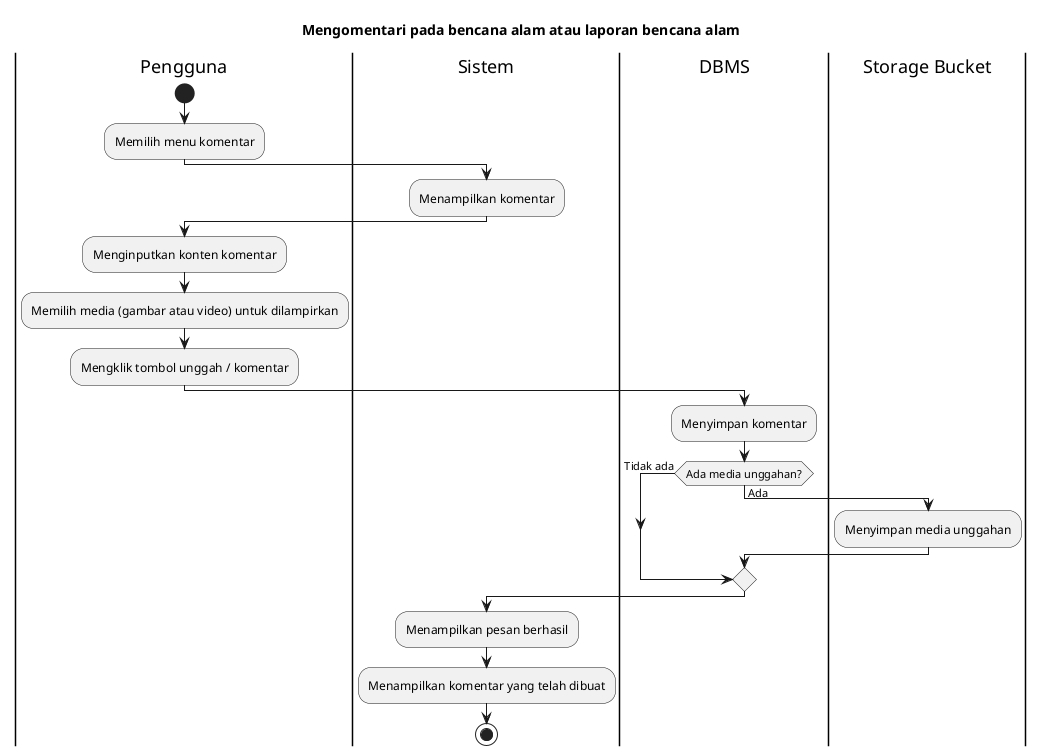 Mengomentari pada bencana alam atau laporan bencana alam
Pengguna
Sistem
DBMS
Storage Bucket
Memilih menu komentar
Menampilkan komentar
Menginputkan konten komentar
Memilih media (gambar atau video) untuk dilampirkan
Mengklik tombol unggah / komentar
Menyimpan komentar
Tidak ada
Ada media unggahan?
Ada
Menyimpan media unggahan
Menampilkan pesan berhasil
Menampilkan komentar yang telah dibuat